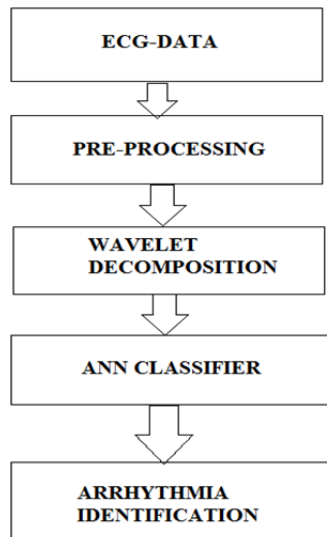 ECG-DATA
PRE-PROCESSING
WAVELET
DECOMPOSITION
ANN CLASSIFIER
ARRHYTHMIA
IDENTIFICATION